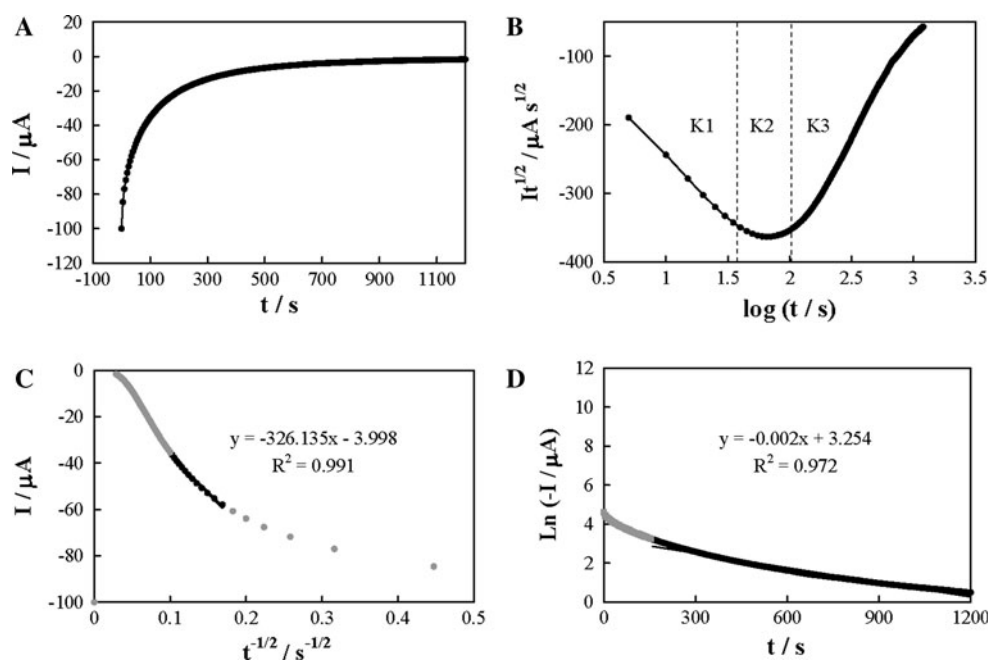 A
20
0
-20
-40
-60
-80
-100
-120
I / µA
-100 100 300 500 700 900 1100
t / s
B
-100
-200
-300
-400
It^{1/2} / µA s^{1/2}
K1 K2 K3
0.5 1 1.5 2 2.5 3 3.5
log (t / s)
C
0
-20
-40
-60
-80
-100
I / µA
y = -326.135x - 3.998
R² = 0.991
0 0.1 0.2 0.3 0.4 0.5
t^{-1/2} / s^{-1/2}
D
12
10
8
6
4
2
0
Ln (-I / µA)
y = -0.002x + 3.254
R² = 0.972
0 300 600 900 1200
t / s